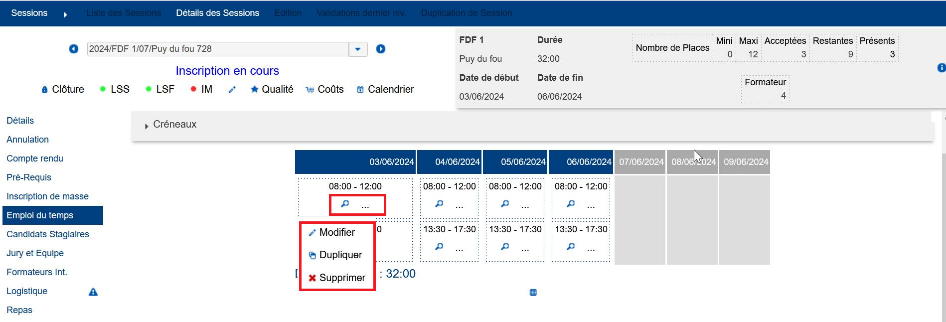 Sessions Liste des Sessions Détails des Sessions Edition Validations dernier niv. Duplication de Session
2024/FDF 1/07/Puy du fou 728
Inscription en cours
Clôture LSS LSF IM Qualité Coûts Calendrier
FDF 1 Durée
Puy du fou 32:00
Date de début Date de fin
03/06/2024 06/06/2024
Nombre de Places Mini Maxi Acceptées Restantes Présents
0 12 3 9 3
Formateur
4
Détails
Annulation
Compte rendu
Pré-Requis
Inscription de masse
Emploi du temps
Candidats Stagiaires
Jury et Equipe
Formateurs Int.
Logistique
Repas
Créneaux
03/06/2024 04/06/2024 05/06/2024 06/06/2024 07/06/2024 08/06/2024 09/06/2024
08:00 - 12:00 08:00 - 12:00 08:00 - 12:00 08:00 - 12:00
... ... ... ...
0 13:30 - 17:30 13:30 - 17:30 13:30 - 17:30
... ... ...
Modifier
Dupliquer
Supprimer
: 32:00